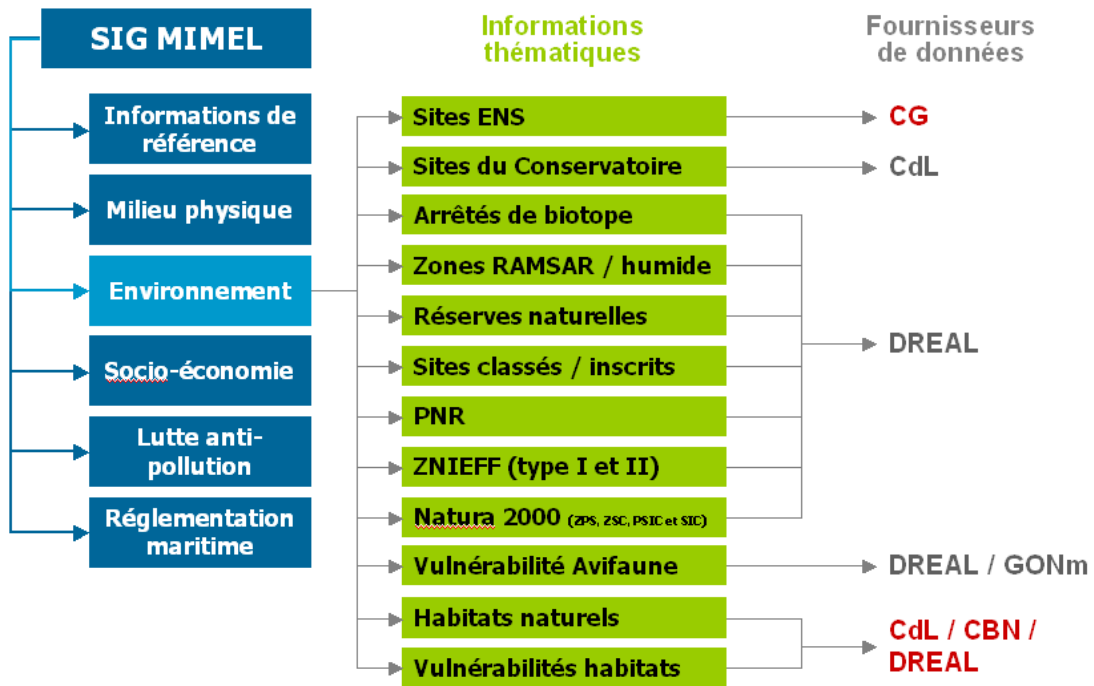 SIG MIMEL
Informations de
référence
Milieu physique
Environnement
Socio-économie
Lutte anti-
pollution
Réglementation
maritime
Informations
thématiques
Sites ENS
Sites du Conservatoire
Arrêtés de biotope
Zones RAMSAR / humide
Réserves naturelles
Sites classés / inscrits
PNR
ZNIEFF (type I et II)
Natura 2000 (ZPS, ZSC, PSIC et SIC)
Vulnérabilité Avifaune
Habitats naturels
Vulnérabilités habitats
Fournisseurs
de données
CG
CdL
DREAL
DREAL / GONm
CdL / CBN /
DREAL